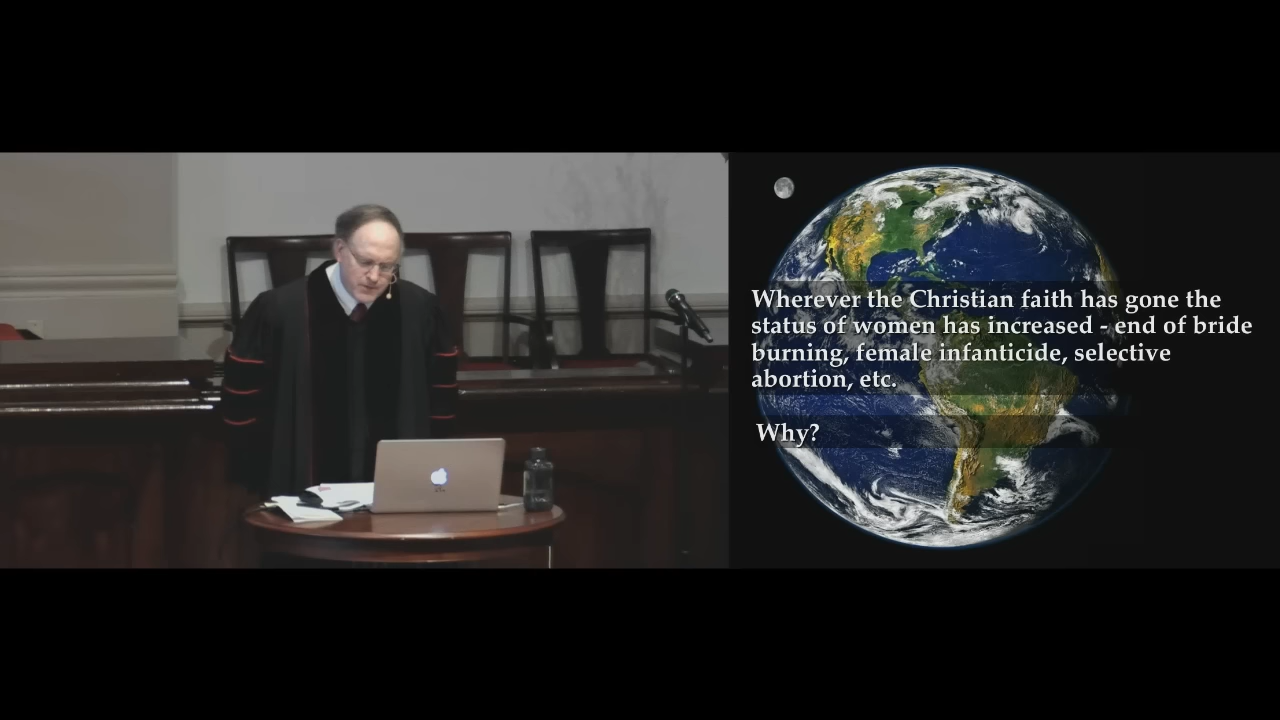 Wherever the Christian faith has gone the
status of women has increased - end of bride
burning, female infanticide, selective
abortion, etc.
Why?